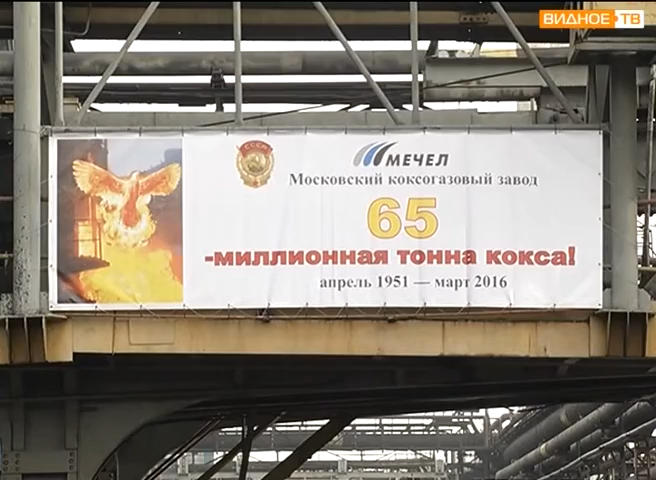 ВИДНОЕ ТВ
СССР
МЕЧЕЛ
Московский коксогазовый завод
65
-миллионная тонна кокса!
апрель 1951 — март 2016